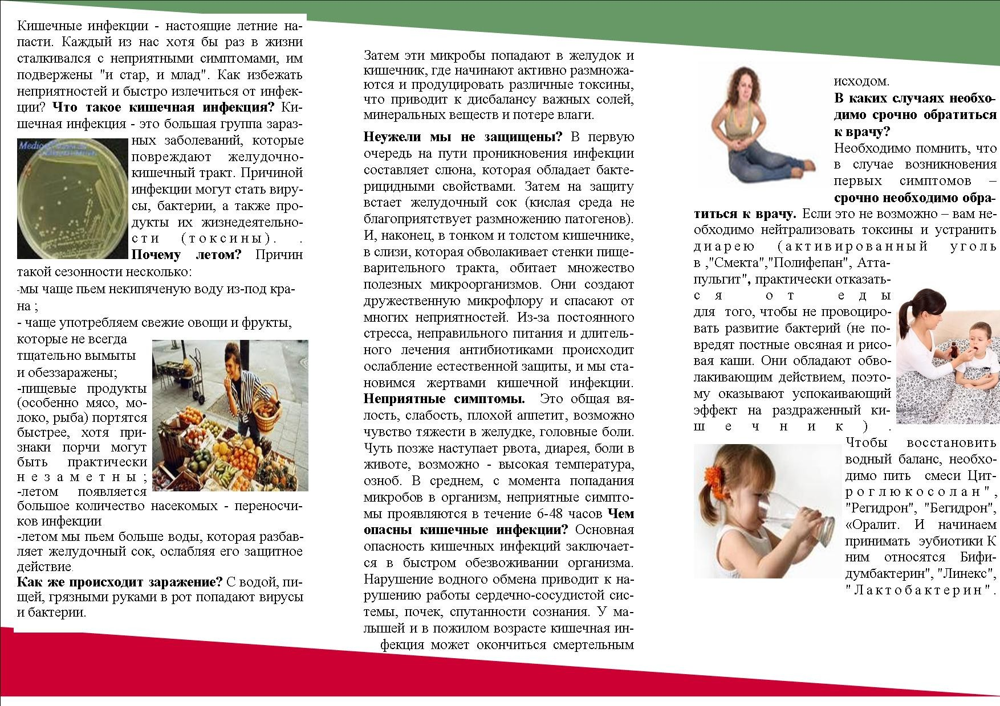 Кишечные инфекции - настоящие летние на-
пасти. Каждый из нас хотя бы раз в жизни
сталкивался с неприятными симптомами, им
подвержены "и стар, и млад". Как избежать
неприятностей и быстро излечиться от инфек-
ции? Что такое кишечная инфекция? Ки-
шечная инфекция - это большая группа зараз-
ных заболеваний, которые
повреждают желудочно-
кишечный тракт. Причиной
инфекции могут стать виру-
сы, бактерии, а также про-
дукты их жизнедеятельно-
сти (токсины). .
Почему летом? Причин
такой сезонности несколько:
-мы чаще пьем некипяченую воду из-под кра-
на ;
- чаще употребляем свежие овощи и фрукты,
которые не всегда
тщательно вымыты
и обеззаражены;
-пищевые продукты
(особенно мясо, мо-
локо, рыба) портятся
быстрее, хотя при-
знаки порчи могут
быть практически
незаметны;
-летом появляется
большое количество насекомых - переносчи-
ков инфекции
-летом мы пьем больше воды, которая разбав-
ляет желудочный сок, ослабляя его защитное
действие.
Как же происходит заражение? С водой, пи-
щей, грязными руками в рот попадают вирусы
и бактерии.
Затем эти микробы попадают в желудок и
кишечник, где начинают активно размножа-
ются и продуцировать различные токсины,
что приводит к дисбалансу важных солей,
минеральных веществ и потере влаги.
Неужели мы не защищены? В первую
очередь на пути проникновения инфекции
составляет слюна, которая обладает бакте-
рицидными свойствами. Затем на защиту
встает желудочный сок (кислая среда не
благоприятствует размножению патогенов).
И, наконец, в тонком и толстом кишечнике,
в слизи, которая обволакивает стенки пище-
варительного тракта, обитает множество
полезных микроорганизмов. Они создают
дружественную микрофлору и спасают от
многих неприятностей. Из-за постоянного
стресса, неправильного питания и длитель-
ного лечения антибиотиками происходит
ослабление естественной защиты, и мы ста-
новимся жертвами кишечной инфекции.
Неприятные симптомы. Это общая вя-
лость, слабость, плохой аппетит, возможно
чувство тяжести в желудке, головные боли.
Чуть позже наступает рвота, диарея, боли в
животе, возможно - высокая температура,
озноб. В среднем, с момента попадания
микробов в организм, неприятные симпто-
мы проявляются в течение 6-48 часов Чем
опасны кишечные инфекции? Основная
опасность кишечных инфекций заключает-
ся в быстром обезвоживании организма.
Нарушение водного обмена приводит к на-
рушению работы сердечно-сосудистой сис-
темы, почек, спутанности сознания. У ма-
лышей и в пожилом возрасте кишечная ин-
фекция может окончиться смертельным
исходом.
В каких случаях необхо-
димо срочно обратиться
к врачу?
Необходимо помнить, что
в случае возникновения
первых симптомов –
срочно необходимо обра-
титься к врачу. Если это не возможно – вам не-
обходимо нейтрализовать токсины и устранить
диарею (активированный уголь
в ,"Смекта","Полифепан", Атта-
пульгит", практически отказать-
ся от еды
для того, чтобы не провоциро-
вать развитие бактерий (не по-
вредят постные овсяная и рисо-
вая каши. Они обладают обво-
лакивающим действием, поэто-
му оказывают успокаивающий
эффект на раздраженный ки-
шечник) .
Чтобы восстановить
водный баланс, необхо-
димо пить смеси Цит-
роглюкосолан",
"Регидрон", "Бегидрон",
«Оралит. И начинаем
принимать эубиотики К
ним относятся Бифи-
думбактерин", "Линекс",
"Лактобактерин".